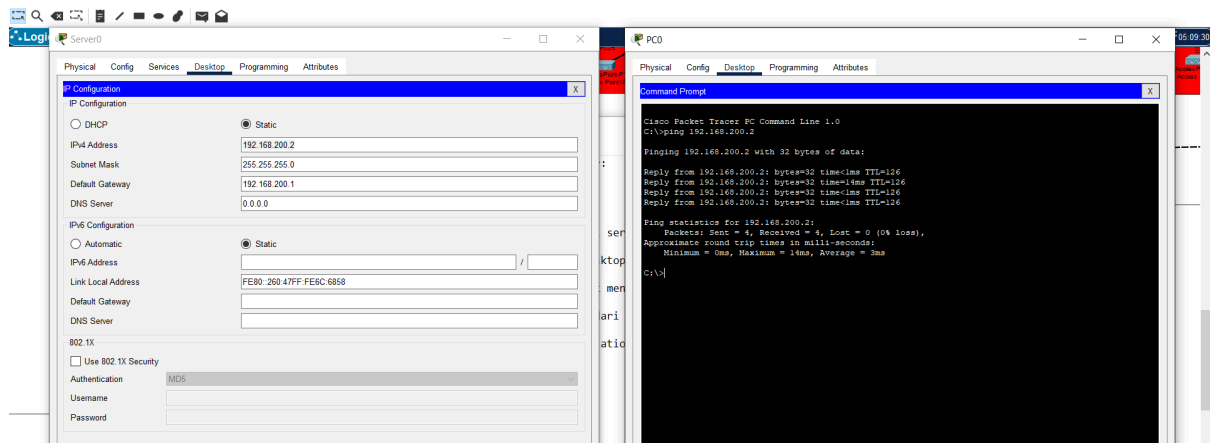 Logi
Server0
Physical Config Services Desktop Programming Attributes
IP Configuration X
IP Configuration
DHCP Static
IPv4 Address 192.168.200.2
Subnet Mask 255.255.255.0
Default Gateway 192.168.200.1
DNS Server 0.0.0.0
IPv6 Configuration
Automatic Static
IPv6 Address /
Link Local Address FE80::260:47FF:FE6C:6858
Default Gateway
DNS Server
802.1X
Use 802.1X Security
Authentication MD5
Username
Password
:
ser
ktop
men
ari
atio
PC0
Physical Config Desktop Programming Attributes
Command Prompt X
Cisco Packet Tracer PC Command Line 1.0
C:\>ping 192.168.200.2
Pinging 192.168.200.2 with 32 bytes of data:
Reply from 192.168.200.2: bytes=32 time<1ms TTL=126
Reply from 192.168.200.2: bytes=32 time=14ms TTL=126
Reply from 192.168.200.2: bytes=32 time<1ms TTL=126
Reply from 192.168.200.2: bytes=32 time<1ms TTL=126
Ping statistics for 192.168.200.2:
Packets: Sent = 4, Received = 4, Lost = 0 (0% loss),
Approximate round trip times in milli-seconds:
Minimum = 0ms, Maximum = 14ms, Average = 3ms
C:\>
05:09:30